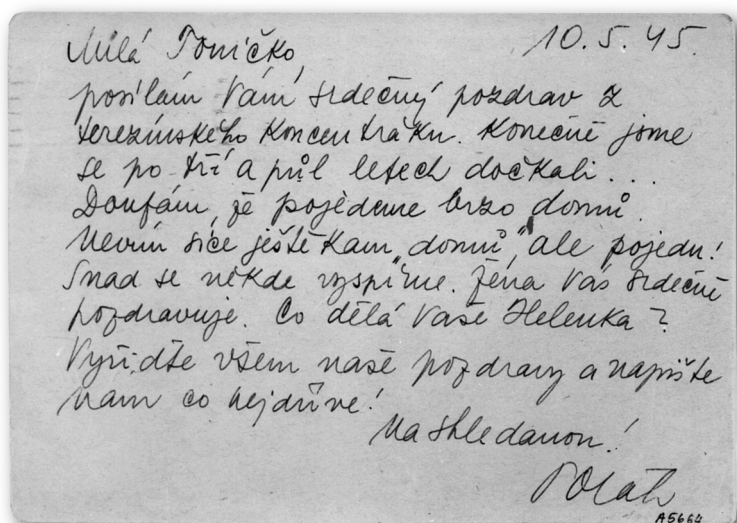 10.5.45.
Milá Toničko,
posílám Vám srdečný pozdrav z
terezínského koncentráku. Konečně jsme
se po tři a půl letech dočkali...
Doufám, že pojedeme brzo domů.
Nevím sice ještě kam "domů", ale pojedu!
Snad se někde vyspíme. Žena Vás srdečně
pozdravuje. Co dělá Vaše Helenka?
Vyřiďte všem naše pozdravy a napište
nám co nejdříve!
Na shledanou!
A5664